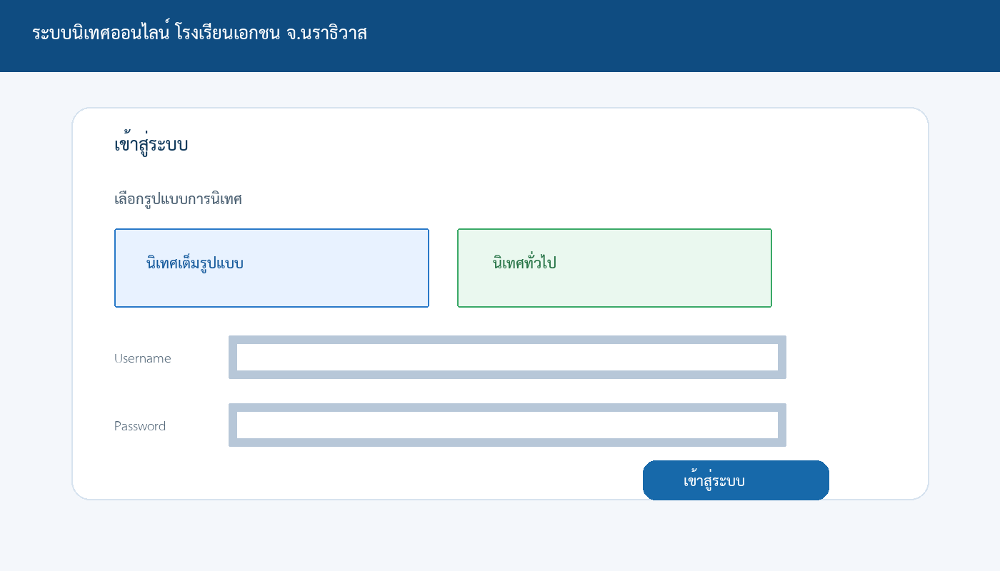 ระบบนิเทศออนไลน์ โรงเรียนเอกชน จ.นราธิวาส
เข้าสู่ระบบ
เลือกรูปแบบการนิเทศ
นิเทศเต็มรูปแบบ
นิเทศทั่วไป
Username
Password
เข้าสู่ระบบ